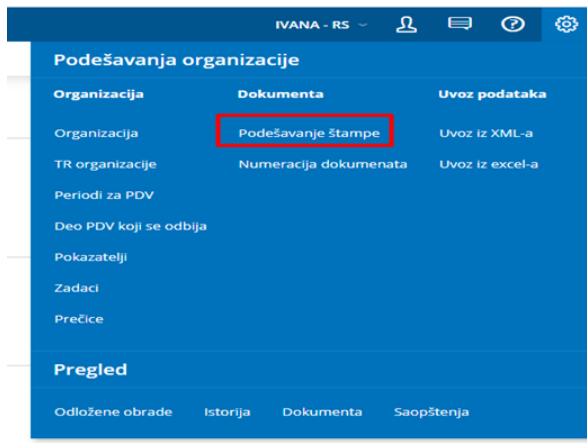 IVANA - RS
Podešavanja organizacije
Organizacija Dokumenta Uvoz podataka
Organizacija Podešavanje štampe Uvoz iz XML-a
TR organizacije Numeracija dokumenata Uvoz iz excel-a
Periodi za PDV
Deo PDV koji se odbija
Pokazatelji
Zadaci
Prečice
Pregled
Odložene obrade Istorija Dokumenta Saopštenja